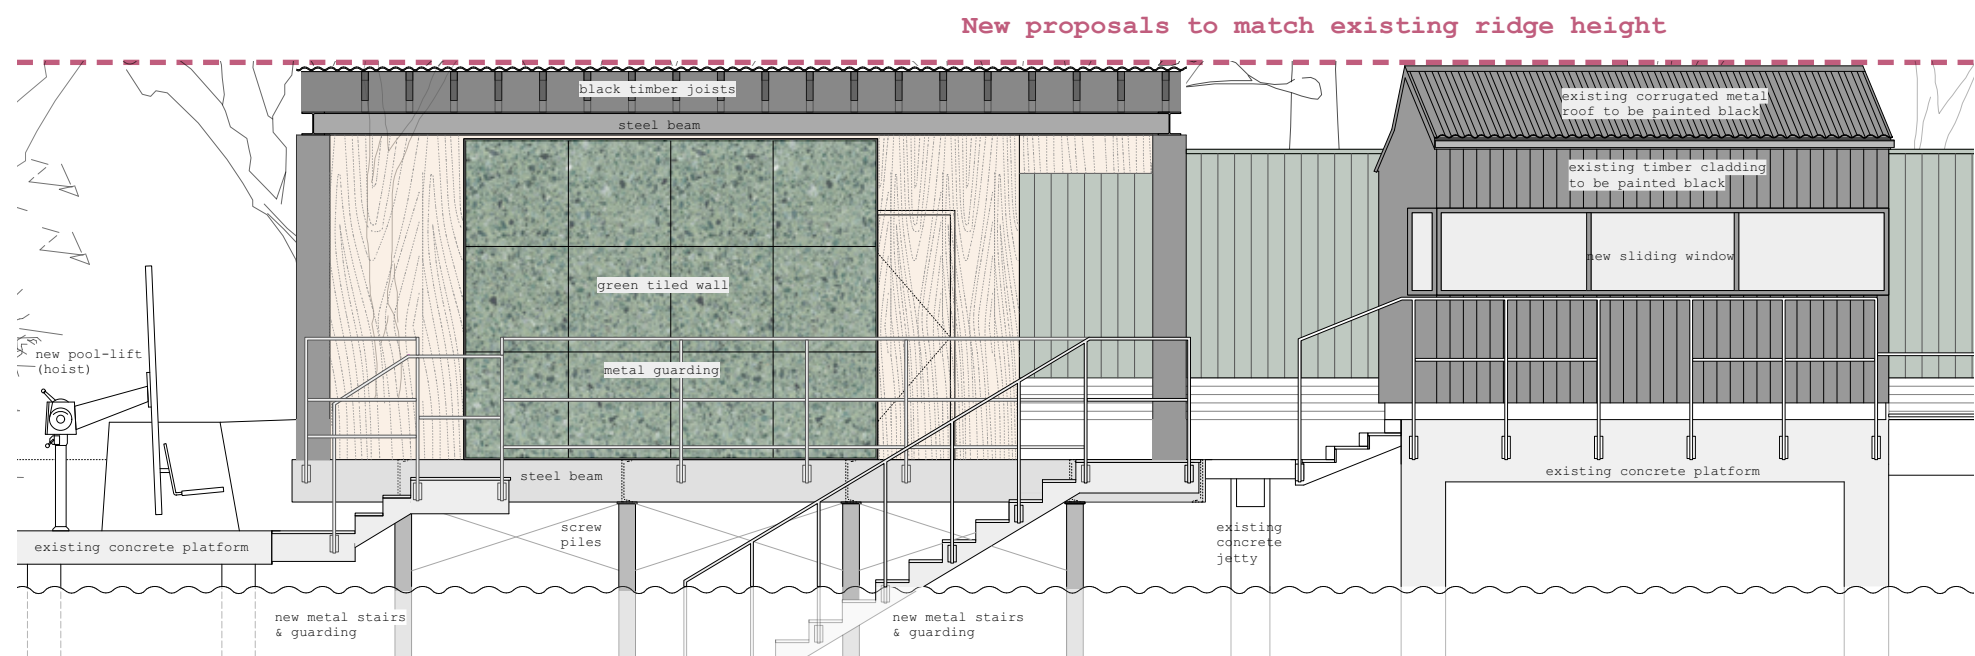 New proposals to match existing ridge height
black timber joists
steel beam
existing corrugated metal
roof to be painted black
existing timber cladding
to be painted black
new sliding window
green tiled wall
new pool-lift
(hoist)
metal guarding
steel beam
existing concrete platform
screw
piles
existing
concrete
jetty
existing concrete platform
new metal stairs
& guarding
new metal stairs
& guarding